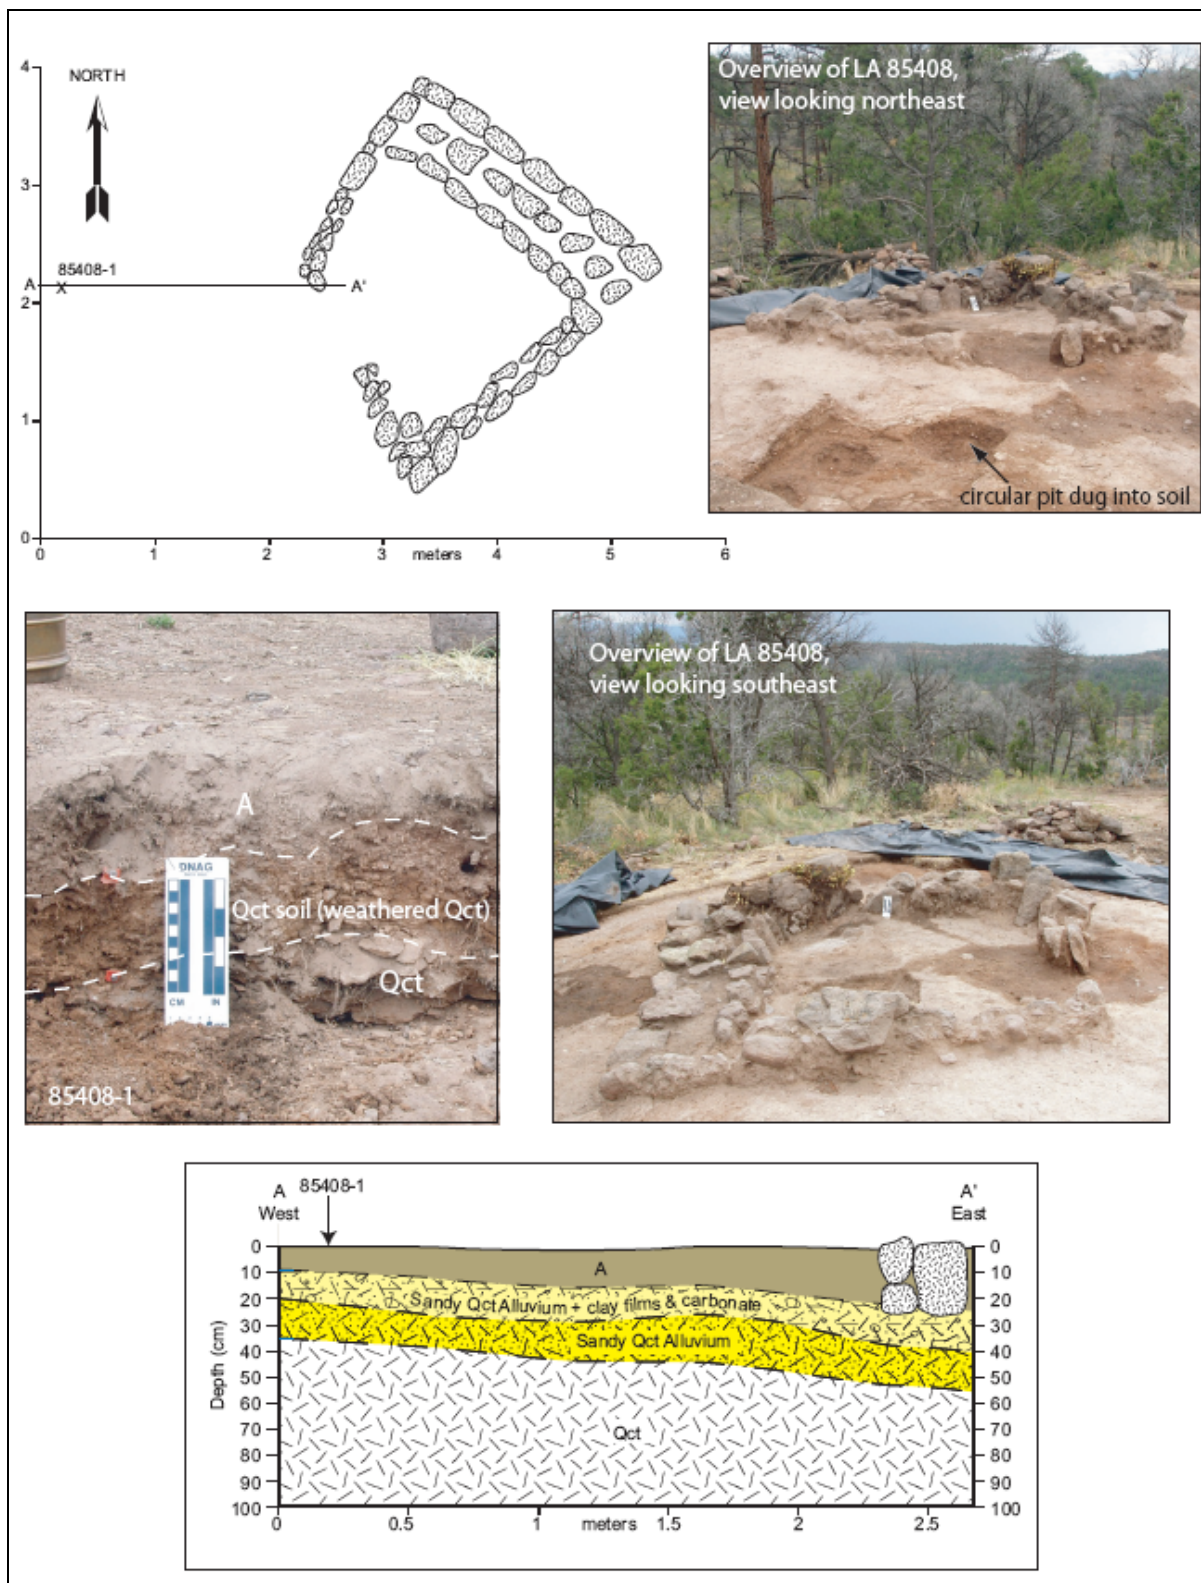 4
NORTH
3
85408-1
A
X
A'
2
1
0
0
1
2
3
meters
4
5
6
Overview of LA 85408,
view looking northeast
circular pit dug into soil
A
DNAG
Qct soil (weathered Qct)
Qct
CM
IN
85408-1
Overview of LA 85408,
view looking southeast
A
West
85408-1
A'
East
0
10
20
30
40
50
60
70
80
90
100
Depth (cm)
A
Sandy Qct Alluvium + clay films & carbonate
Sandy Qct Alluvium
Qct
0
10
20
30
40
50
60
70
80
90
100
0
0.5
1
meters
1.5
2
2.5